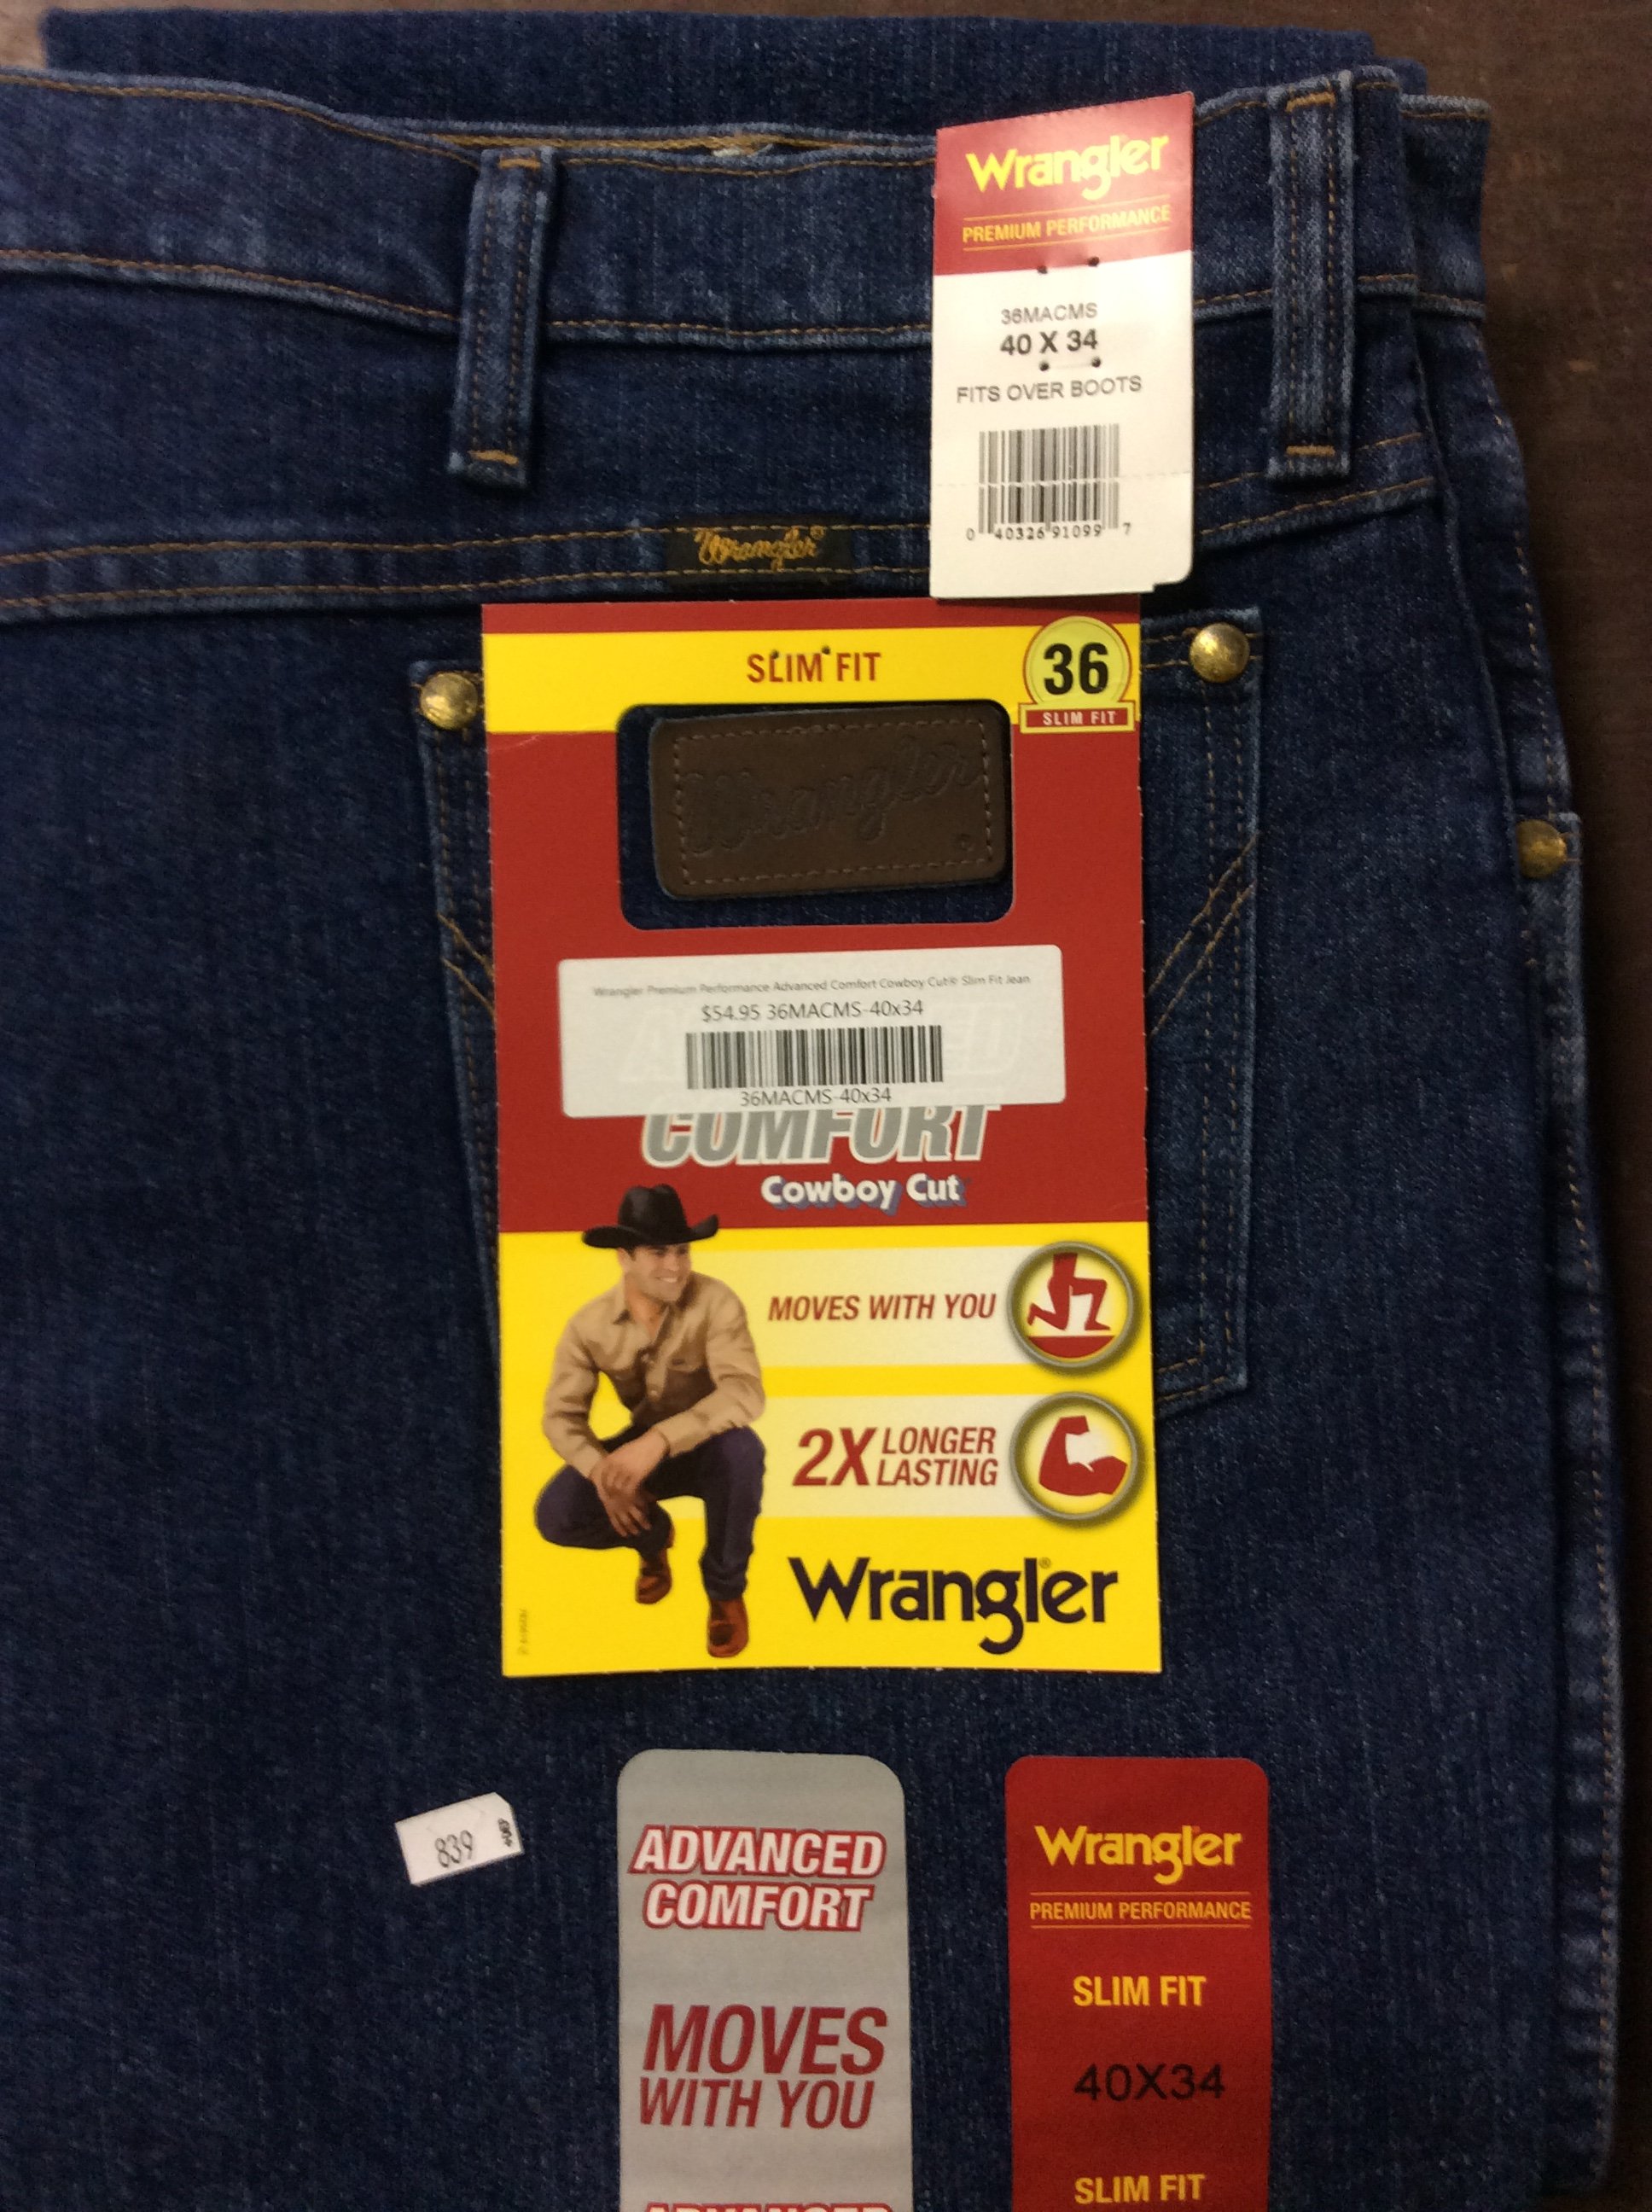 Wrangler
PREMIUM PERFORMANCE
36MACMS
40 X 34
FITS OVER BOOTS
0 40326 91099 7
Wrangler®
SLIM FIT
36
SLIM FIT
Wrangler
Wrangler Premium Performance Advanced Comfort Cowboy Cut® Slim Fit Jean
$54.95 36MACMS-40x34
36MACMS-40x34
COMFORT
Cowboy Cut
MOVES WITH YOU
2X LONGER
LASTING
Wrangler®
839
ADVANCED
COMFORT
MOVES
WITH YOU
ADVANCED
Wrangler
PREMIUM PERFORMANCE
SLIM FIT
40X34
SLIM FIT